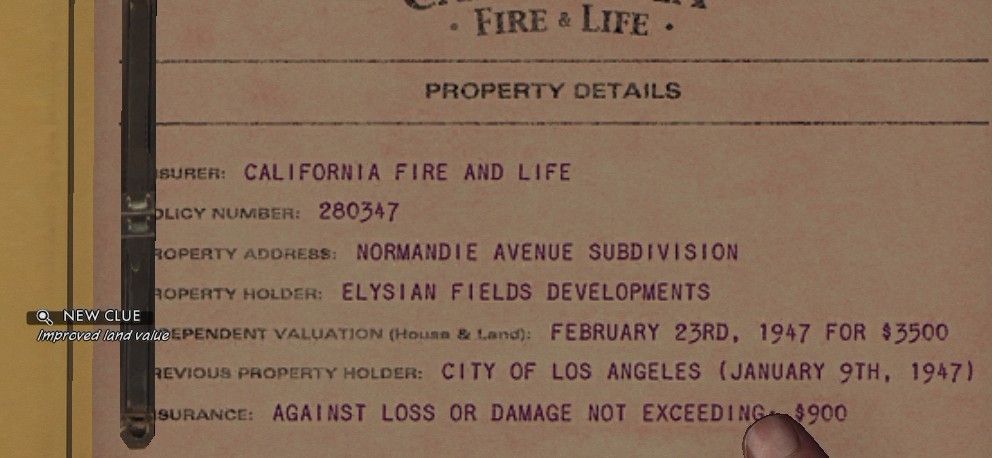 · FIRE & LIFE ·
PROPERTY DETAILS
SURER: CALIFORNIA FIRE AND LIFE
OLICY NUMBER: 280347
ROPERTY ADDRESS: NORMANDIE AVENUE SUBDIVISION
ROPERTY HOLDER: ELYSIAN FIELDS DEVELOPMENTS
NEW CLUE
Improved land value
EPENDENT VALUATION (House & Land): FEBRUARY 23RD, 1947 FOR $3500
REVIOUS PROPERTY HOLDER: CITY OF LOS ANGELES (JANUARY 9TH, 1947)
SURANCE: AGAINST LOSS OR DAMAGE NOT EXCEEDING $900